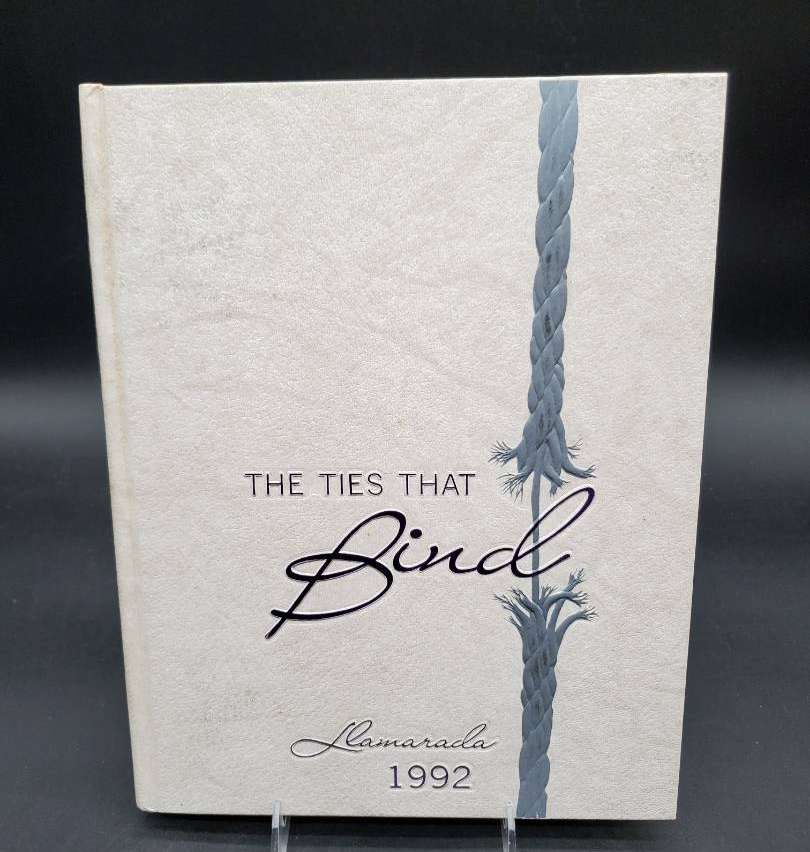 THE TIES THAT
Bind
Llamarada
1992